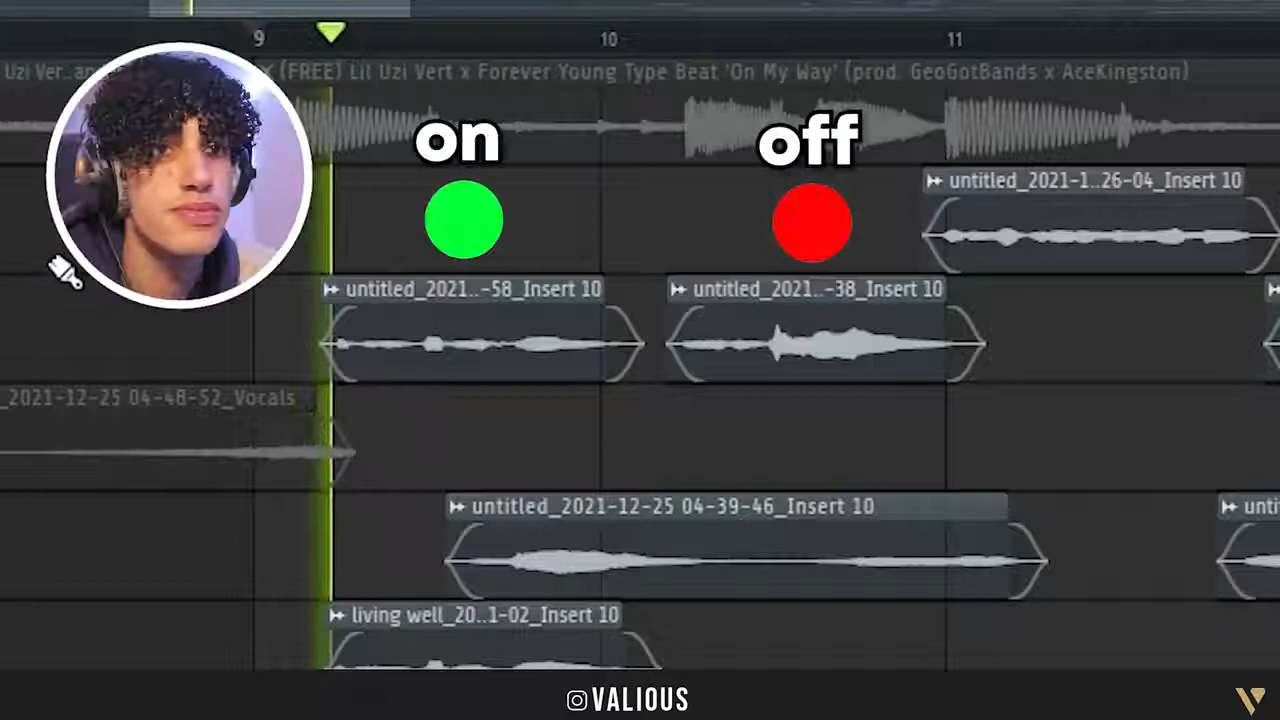 9
10
11
Uzi Ver..an
(FREE) Lil Uzi Vert x Forever Young Type Beat 'On My Way' (prod. GeoGotBands x AceKingston)
on
off
untitled_2021-1..26-04_Insert 10
untitled_2021..-58_Insert 10
untitled_2021..-38_Insert 10
_2021-12-25 04-48-52_Vocals
untitled_2021-12-25 04-39-46_Insert 10
unti
living well_20..1-02_Insert 10
VALIOUS